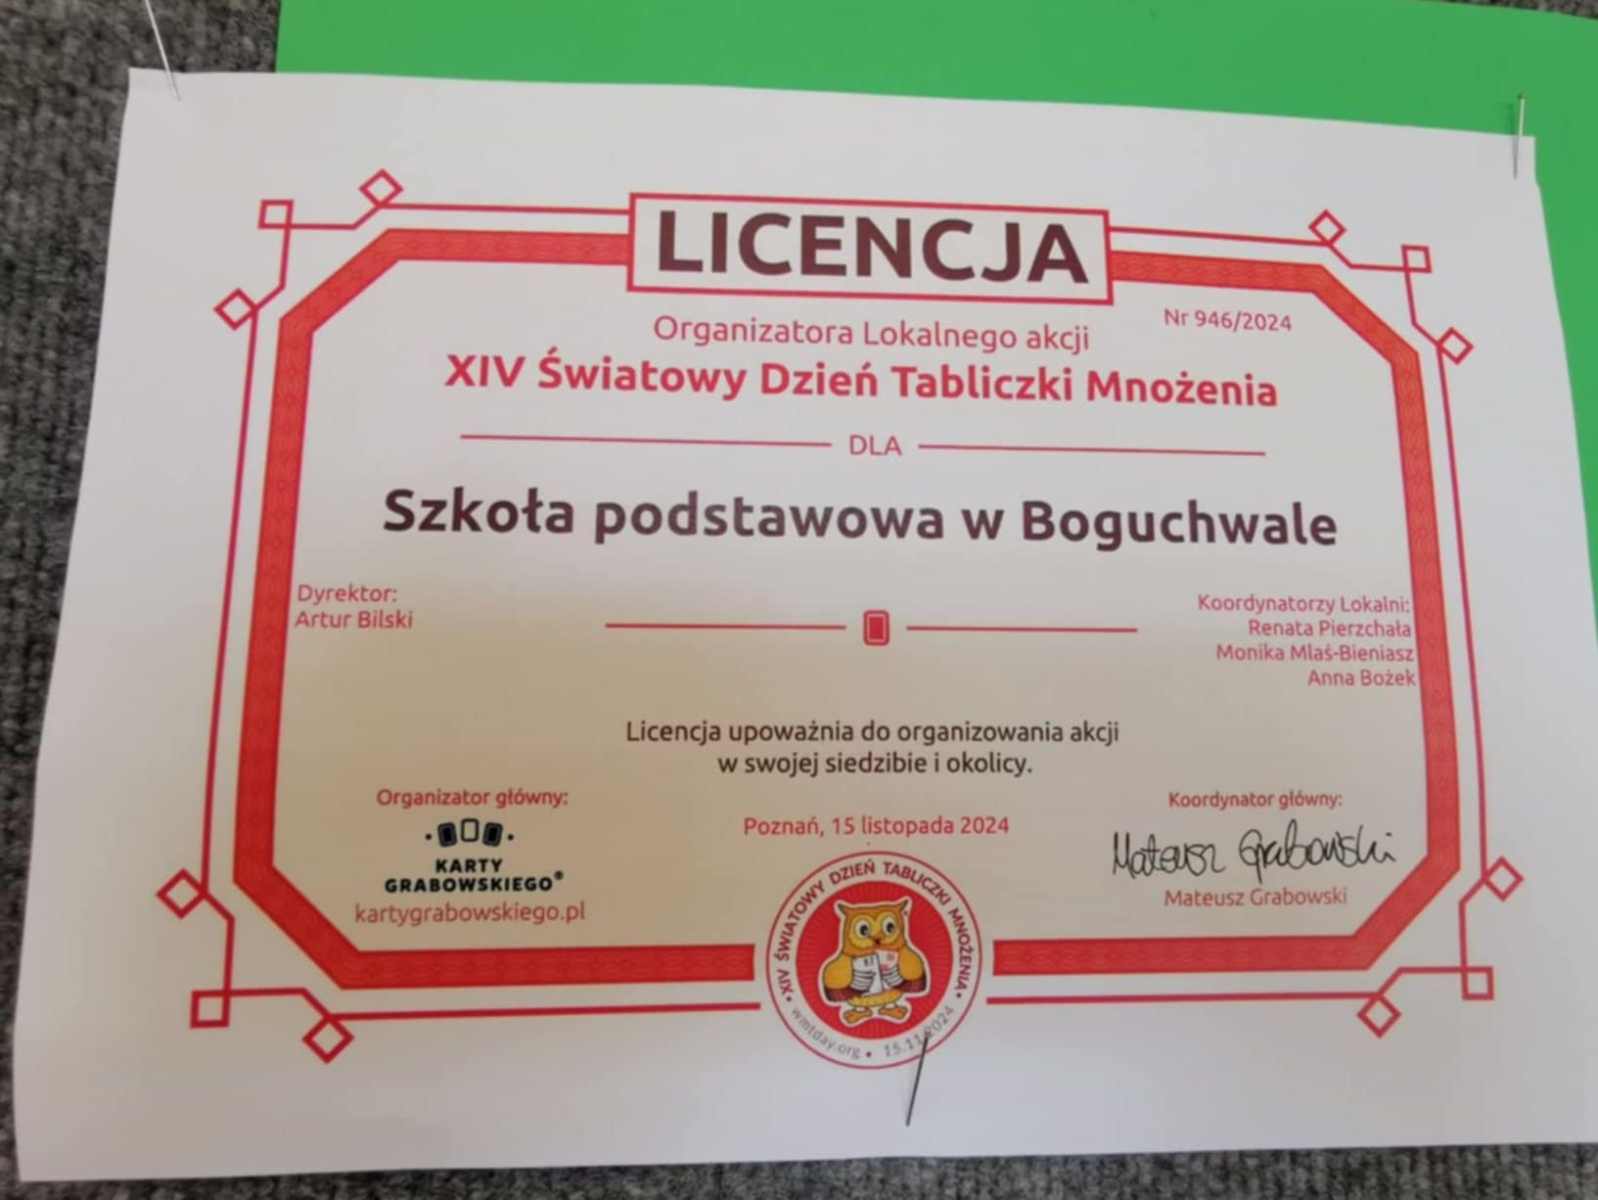 LICENCJA
Nr 946/2024
Organizatora Lokalnego akcji
XIV Światowy Dzień Tabliczki Mnożenia
DLA
Szkoła podstawowa w Boguchwale
Dyrektor:
Artur Bilski
Koordynatorzy Lokalni:
Renata Pierzchała
Monika Mlaś-Bieniasz
Anna Bożek
Licencja upoważnia do organizowania akcji
w swojej siedzibie i okolicy.
Organizator główny:
KARTY
GRABOWSKIEGO®
kartygrabowskiego.pl
Poznań, 15 listopada 2024
Koordynator główny:
Mateusz Grabowski
Mateusz Grabowski
• XIV ŚWIATOWY DZIEŃ TABLICZKI MNOŻENIA •
wmtday.org • 15.11.2024